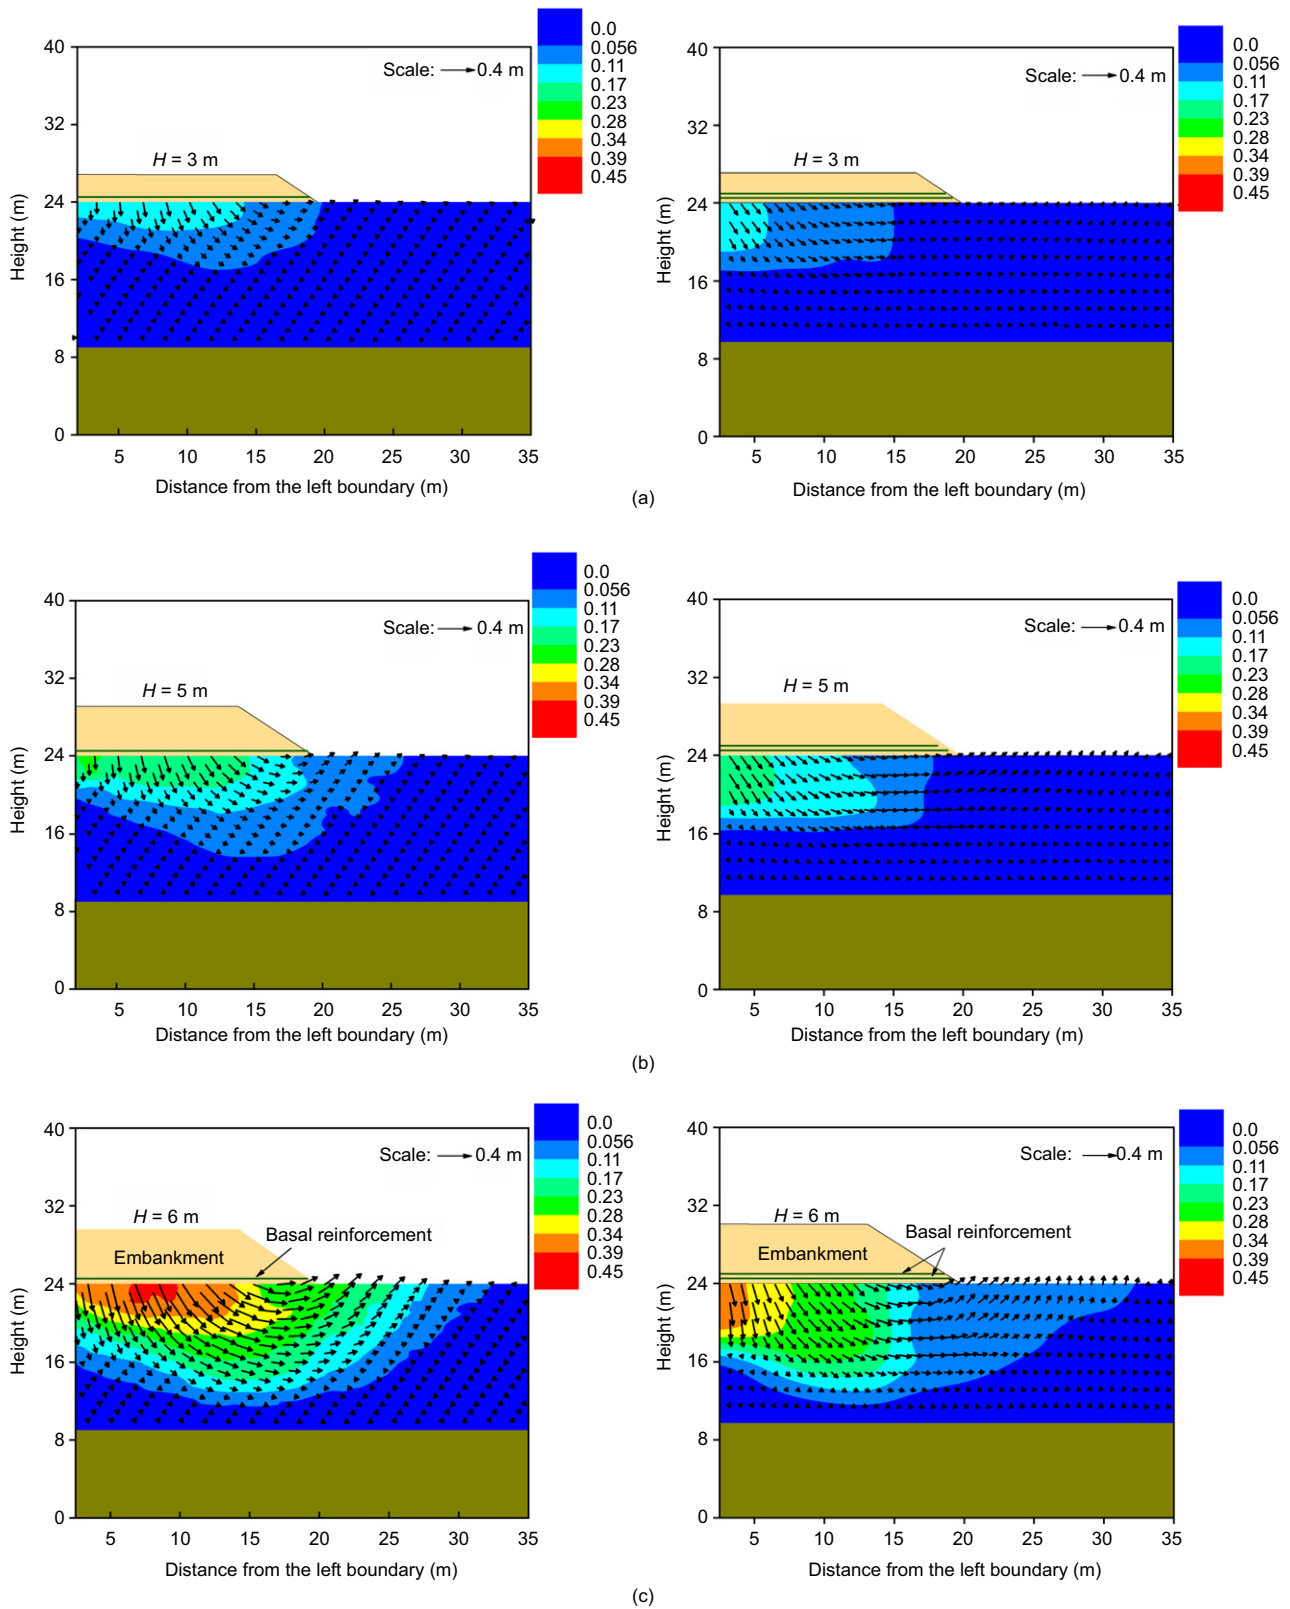 40
32
24
16
8
0
Height (m)
Scale: 0.4 m
H = 3 m
5 10 15 20 25 30 35
Distance from the left boundary (m)
0.0
0.056
0.11
0.17
0.23
0.28
0.34
0.39
0.45
40
32
24
16
8
0
Height (m)
Scale: 0.4 m
H = 3 m
5 10 15 20 25 30 35
Distance from the left boundary (m)
0.0
0.056
0.11
0.17
0.23
0.28
0.34
0.39
0.45
(a)
40
32
24
16
8
0
Height (m)
Scale: 0.4 m
H = 5 m
5 10 15 20 25 30 35
Distance from the left boundary (m)
0.0
0.056
0.11
0.17
0.23
0.28
0.34
0.39
0.45
40
32
24
16
8
0
Height (m)
Scale: 0.4 m
H = 5 m
5 10 15 20 25 30 35
Distance from the left boundary (m)
0.0
0.056
0.11
0.17
0.23
0.28
0.34
0.39
0.45
(b)
40
32
24
16
8
0
Height (m)
Scale: 0.4 m
H = 6 m
Basal reinforcement
Embankment
5 10 15 20 25 30 35
Distance from the left boundary (m)
0.0
0.056
0.11
0.17
0.23
0.28
0.34
0.39
0.45
40
32
24
16
8
0
Height (m)
Scale: 0.4 m
H = 6 m
Basal reinforcement
Embankment
5 10 15 20 25 30 35
Distance from the left boundary (m)
0.0
0.056
0.11
0.17
0.23
0.28
0.34
0.39
0.45
(c)